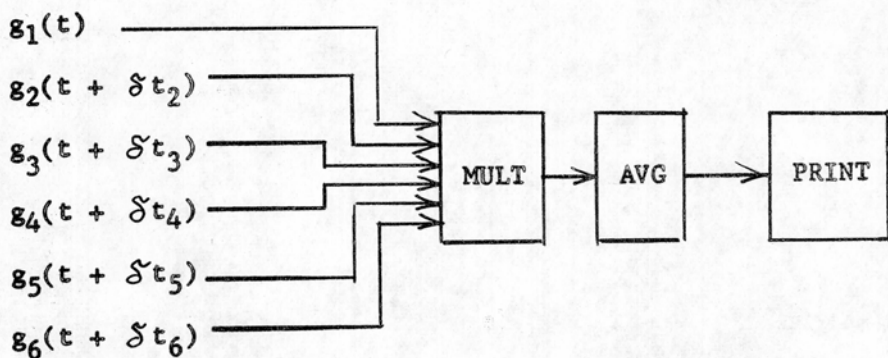 g1(t)
g2(t + δt2)
g3(t + δt3)
g4(t + δt4)
g5(t + δt5)
g6(t + δt6)
MULT
AVG
PRINT